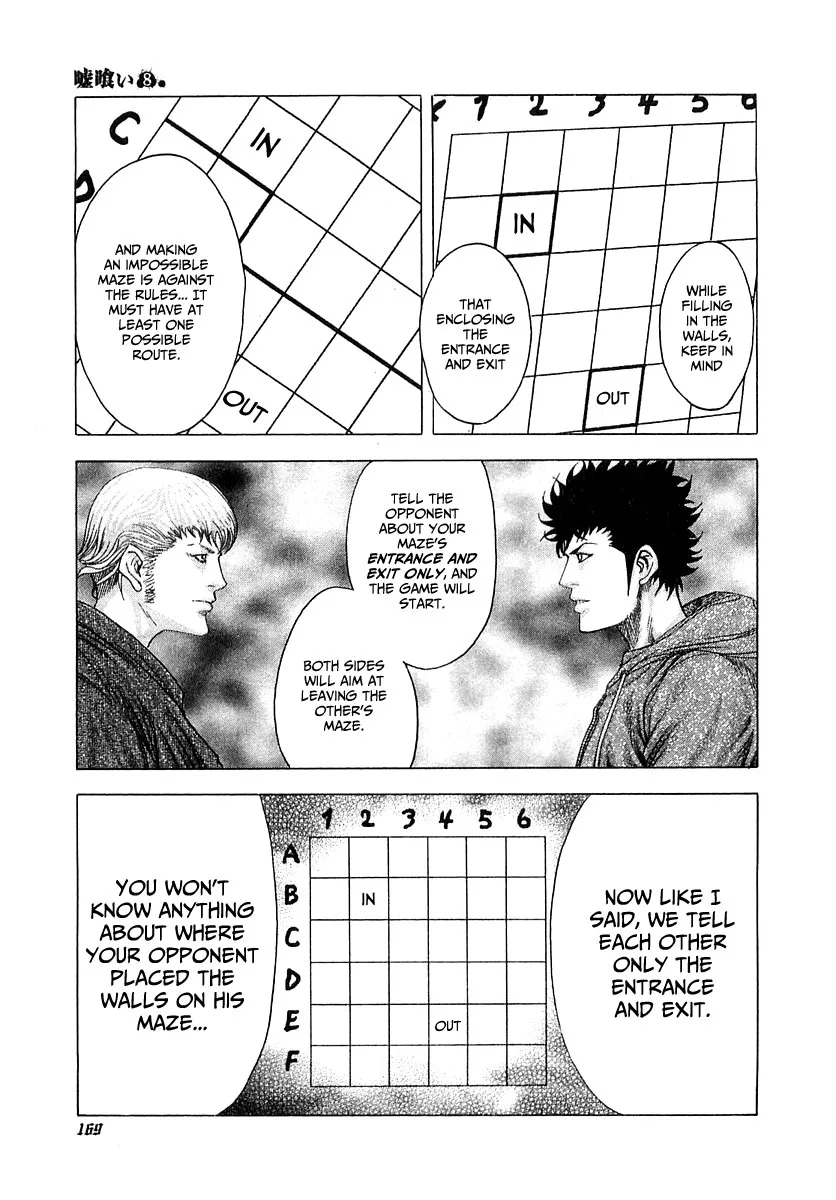 嘘喰い8.
1 2 3 4 5 6
IN
WHILE
FILLING
IN THE
WALLS,
KEEP IN
MIND
THAT
ENCLOSING
THE
ENTRANCE
AND EXIT
OUT
C
D
IN
AND MAKING
AN IMPOSSIBLE
MAZE IS AGAINST
THE RULES... IT
MUST HAVE AT
LEAST ONE
POSSIBLE
ROUTE.
OUT
TELL THE
OPPONENT
ABOUT YOUR
MAZE'S
ENTRANCE AND
EXIT ONLY, AND
THE GAME WILL
START.
BOTH SIDES
WILL AIM AT
LEAVING THE
OTHER'S
MAZE.
NOW LIKE I
SAID, WE TELL
EACH OTHER
ONLY THE
ENTRANCE
AND EXIT.
1 2 3 4 5 6
A
B
IN
C
D
E
OUT
F
YOU WON'T
KNOW ANYTHING
ABOUT WHERE
YOUR OPPONENT
PLACED THE
WALLS ON HIS
MAZE...
169